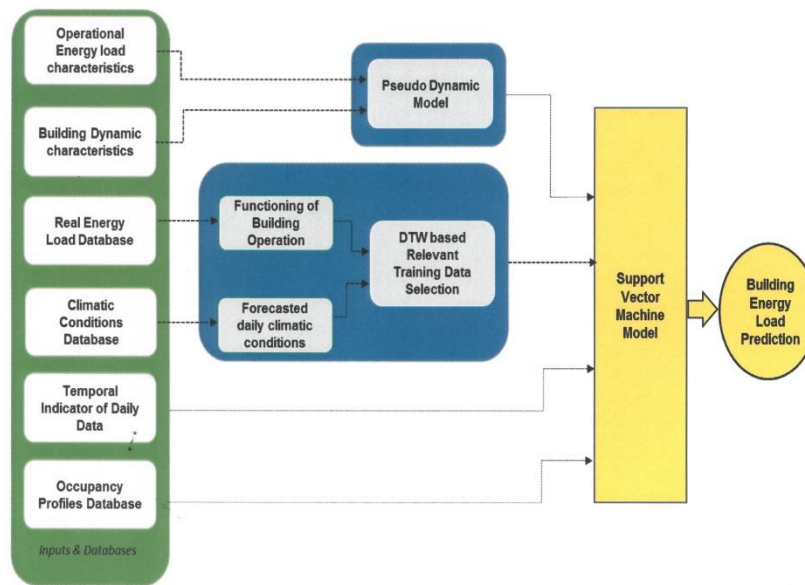 Operational
Energy load
characteristics
Building Dynamic
characteristics
Real Energy
Load Database
Climatic
Conditions
Database
Temporal
Indicator of Daily
Data
Occupancy
Profiles Database
Inputs & Databases
Pseudo Dynamic
Model
Functioning of
Building
Operation
Forecasted
daily climatic
conditions
DTW based
Relevant
Training Data
Selection
Support
Vector
Machine
Model
Building
Energy
Load
Prediction